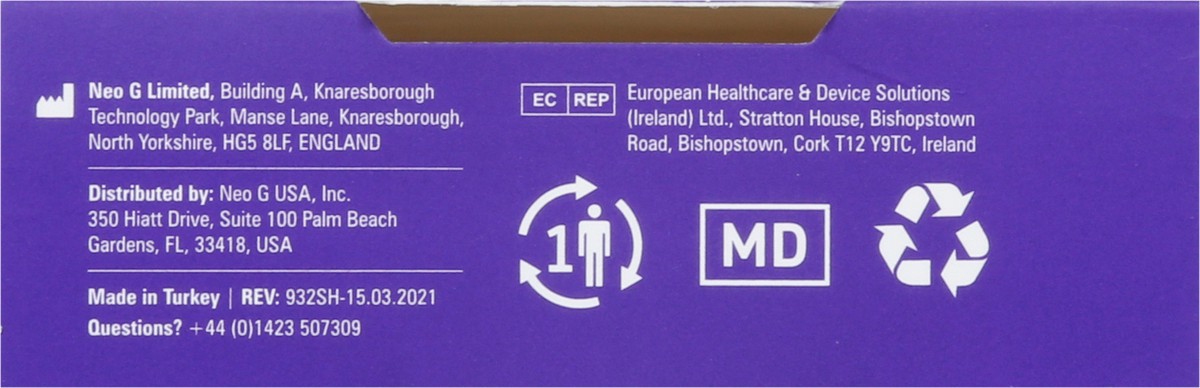 Neo G Limited, Building A, Knaresborough
Technology Park, Manse Lane, Knaresborough,
North Yorkshire, HG5 8LF, ENGLAND
Distributed by: Neo G USA, Inc.
350 Hiatt Drive, Suite 100 Palm Beach
Gardens, FL, 33418, USA
Made in Turkey | REV: 932SH-15.03.2021
Questions? +44 (0)1423 507309
EC REP
European Healthcare & Device Solutions
(Ireland) Ltd., Stratton House, Bishopstown
Road, Bishopstown, Cork T12 Y9TC, Ireland
1
MD